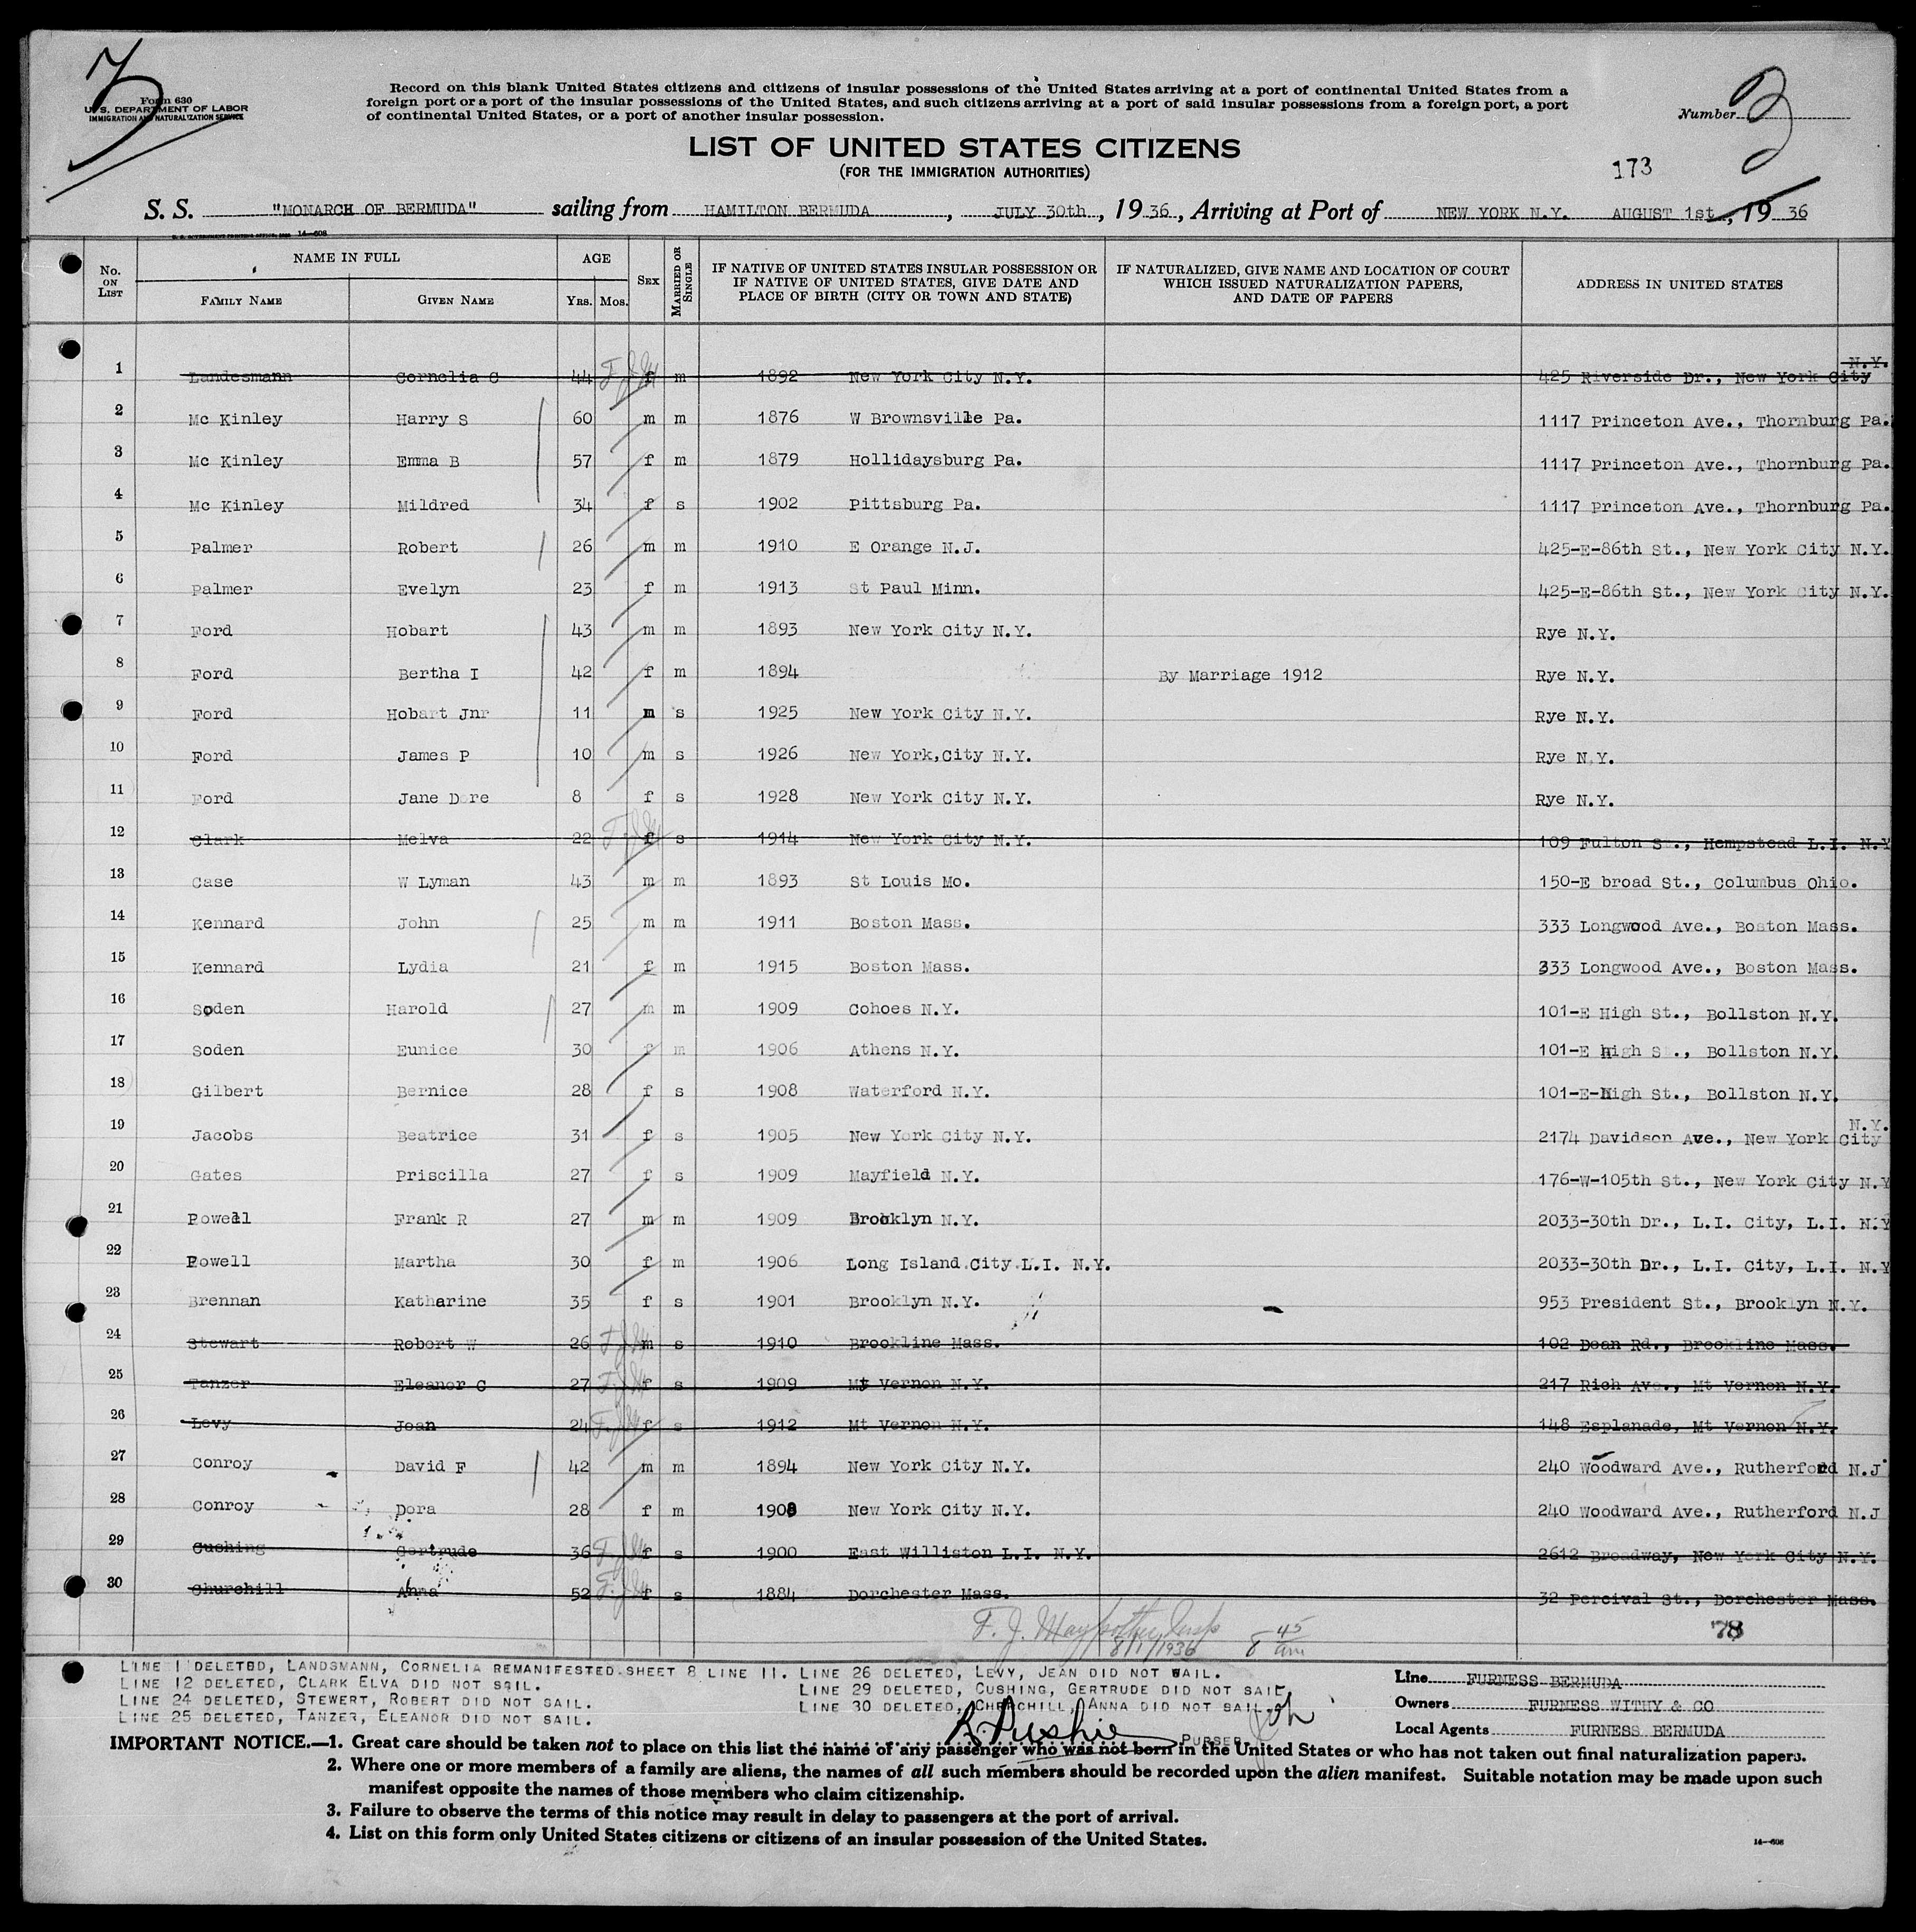 3
3
Form 630
U. S. DEPARTMENT OF LABOR
IMMIGRATION AND NATURALIZATION SERVICE
Record on this blank United States citizens and citizens of insular possessions of the United States arriving at a port of continental United States from a
foreign port or a port of the insular possessions of the United States, and such citizens arriving at a port of said insular possessions from a foreign port, a port
of continental United States, or a port of another insular possession.
Number
LIST OF UNITED STATES CITIZENS
(FOR THE IMMIGRATION AUTHORITIES)
173
S. S. "MONARCH OF BERMUDA" sailing from HAMILTON BERMUDA, JULY 30th, 1936, Arriving at Port of NEW YORK N.Y. AUGUST 1st, 1936
U. S. GOVERNMENT PRINTING OFFICE 14—608
No. ON LIST
NAME IN FULL
FAMILY NAME GIVEN NAME
AGE
YRS. MOS.
SEX
MARRIED OR SINGLE
IF NATIVE OF UNITED STATES INSULAR POSSESSION OR
IF NATIVE OF UNITED STATES, GIVE DATE AND
PLACE OF BIRTH (CITY OR TOWN AND STATE)
IF NATURALIZED, GIVE NAME AND LOCATION OF COURT
WHICH ISSUED NATURALIZATION PAPERS,
AND DATE OF PAPERS
ADDRESS IN UNITED STATES
1 Landesmann Cornelia C 44 f m 1892 New York City N.Y. 425 Riverside Dr., New York City N.Y.
2 Mc Kinley Harry S 60 m m 1876 W Brownsville Pa. 1117 Princeton Ave., Thornburg Pa.
3 Mc Kinley Emma B 57 f m 1879 Hollidaysburg Pa. 1117 Princeton Ave., Thornburg Pa.
4 Mc Kinley Mildred 34 f s 1902 Pittsburg Pa. 1117 Princeton Ave., Thornburg Pa.
5 Palmer Robert 26 m m 1910 E Orange N.J. 425-E-86th St., New York City N.Y.
6 Palmer Evelyn 23 f m 1913 St Paul Minn. 425-E-86th St., New York City N.Y.
7 Ford Hobart 43 m m 1893 New York City N.Y. Rye N.Y.
8 Ford Bertha I 42 f m 1894 By Marriage 1912 Rye N.Y.
9 Ford Hobart Jnr 11 m s 1925 New York City N.Y. Rye N.Y.
10 Ford James P 10 m s 1926 New York,City N.Y. Rye N.Y.
11 Ford Jane Dore 8 f s 1928 New York City N.Y. Rye N.Y.
12 Clark Melva 22 f s 1914 New York City N.Y. 109 Fulton S ., Hempstead L.I. N.Y
13 Case W Lyman 43 m m 1893 St Louis Mo. 150-E broad St., Columbus Ohio.
14 Kennard John 25 m m 1911 Boston Mass. 333 Longwood Ave., Boston Mass.
15 Kennard Lydia 21 f m 1915 Boston Mass. 333 Longwood Ave., Boston Mass.
16 Soden Harold 27 m m 1909 Cohoes N.Y. 101-E High St., Bollston N.Y.
17 Soden Eunice 30 f m 1906 Athens N.Y. 101-E High S ., Bollston N.Y.
18 Gilbert Bernice 28 f s 1908 Waterford N.Y. 101-E-High St., Bollston N.Y.
19 Jacobs Beatrice 31 f s 1905 New York City N.Y. 2174 Davidson Ave., New York City N.Y.
20 Gates Priscilla 27 f s 1909 Mayfield N.Y. 176-W-105th St., New York City N.Y
21 Powell Frank R 27 m m 1909 Brooklyn N.Y. 2033-30th Dr., L.I. City, L.I. N.Y
22 Powell Martha 30 f m 1906 Long Island City L.I. N.Y. 2033-30th Dr., L.I. City, L.I. N.Y
23 Brennan Katharine 35 f s 1901 Brooklyn N.Y. 953 President St., Brooklyn N.Y.
24 Stewart Robert W 26 m s 1910 Brookline Mass. 102 Dean Rd., Brookline Mass.
25 Tanzer Eleanor C 27 f s 1909 Mt Vernon N.Y. 217 Rich Ave., Mt Vernon N.Y.
26 Levy Joan 24 f s 1912 Mt Vernon N.Y. 148 Esplanade, Mt Vernon N.Y.
27 Conroy David F 42 m m 1894 New York City N.Y. 240 Woodward Ave., Rutherford N.J
28 Conroy Dora 28 f m 1908 New York City N.Y. 240 Woodward Ave., Rutherford N.J
29 Cushing Gertrude 36 f s 1900 East Williston L.I. N.Y. 2612 Broadway, New York City N.Y.
30 Churchill Anna 52 f s 1884 Dorchester Mass. 32 Percival St., Dorchester Mass.
F. J. 8/1/1936 8 45 am
78
LINE 1 DELETED, LANDSMANN, CORNELIA REMANIFESTED SHEET 8 LINE 11.
LINE 12 DELETED, CLARK ELVA DID NOT SAIL.
LINE 24 DELETED, STEWERT, ROBERT DID NOT SAIL.
LINE 25 DELETED, TANZER, ELEANOR DID NOT SAIL.
LINE 26 DELETED, LEVY, JEAN DID NOT SAIL.
LINE 29 DELETED, CUSHING, GERTRUDE DID NOT SAIL.
LINE 30 DELETED, CHURCHILL, ANNA DID NOT SAIL.
PURSER
Line FURNESS BERMUDA
Owners FURNESS WITHY & CO
Local Agents FURNESS BERMUDA
IMPORTANT NOTICE.—1. Great care should be taken not to place on this list the name of any passenger who was not born in the United States or who has not taken out final naturalization papers.
2. Where one or more members of a family are aliens, the names of all such members should be recorded upon the alien manifest. Suitable notation may be made upon such
manifest opposite the names of those members who claim citizenship.
3. Failure to observe the terms of this notice may result in delay to passengers at the port of arrival.
4. List on this form only United States citizens or citizens of an insular possession of the United States.
14—608